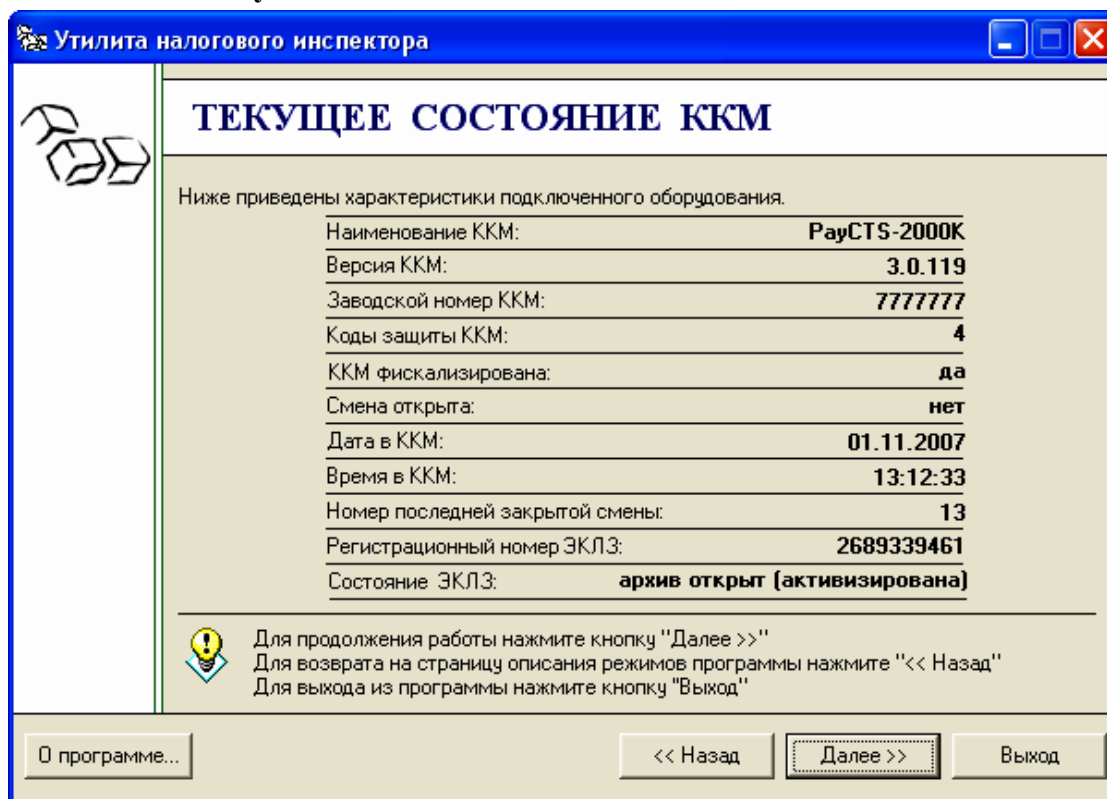 Утилита налогового инспектора
ТЕКУЩЕЕ СОСТОЯНИЕ ККМ
Ниже приведены характеристики подключенного оборудования.
Наименование ККМ: PayCTS-2000K
Версия ККМ: 3.0.119
Заводской номер ККМ: 7777777
Коды защиты ККМ: 4
ККМ фискализирована: да
Смена открыта: нет
Дата в ККМ: 01.11.2007
Время в ККМ: 13:12:33
Номер последней закрытой смены: 13
Регистрационный номер ЭКЛЗ: 2689339461
Состояние ЭКЛЗ: архив открыт (активизирована)
Для продолжения работы нажмите кнопку "Далее >>"
Для возврата на страницу описания режимов программы нажмите "<< Назад"
Для выхода из программы нажмите кнопку "Выход"
О программе... << Назад Далее >> Выход